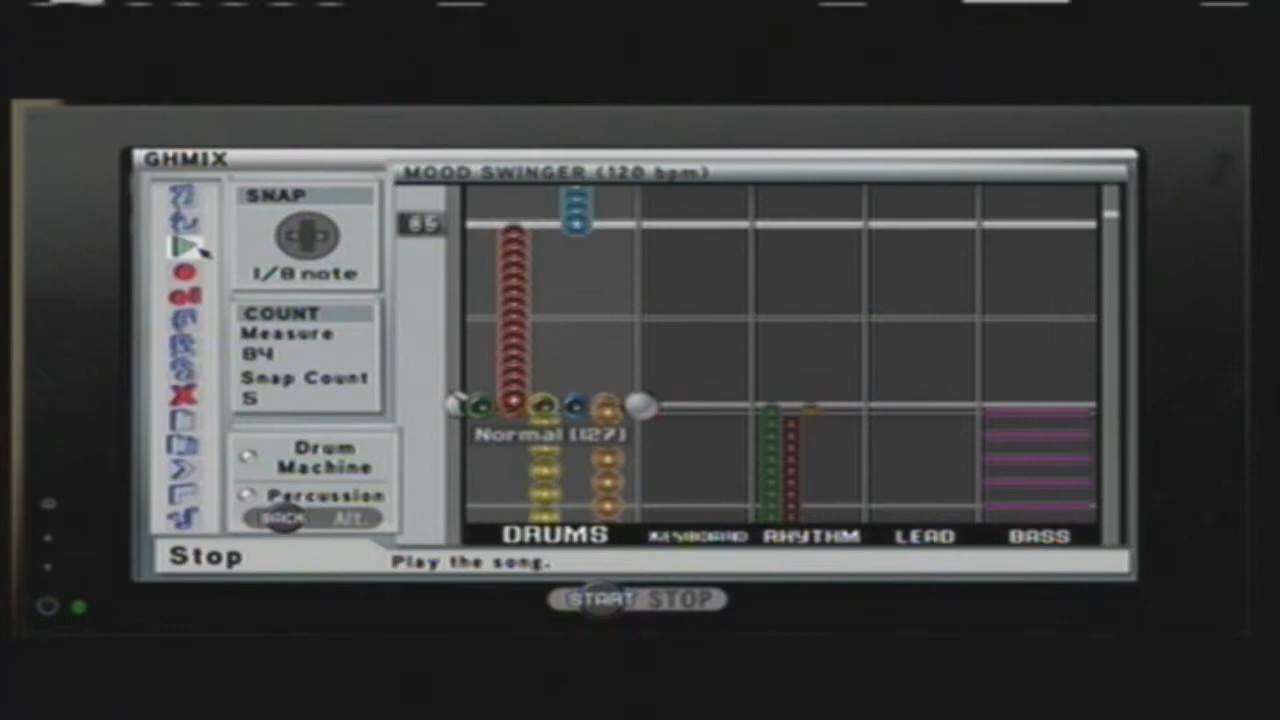 GHMIX
MOOD SWINGER (120 bpm)
SNAP
1/8 note
85
COUNT
Measure
84
Snap Count
5
Normal (127)
Drum
Machine
Percussion
BACK Alt.
DRUMS KEYBOARD RHYTHM LEAD BASS
Stop
Play the song.
START STOP